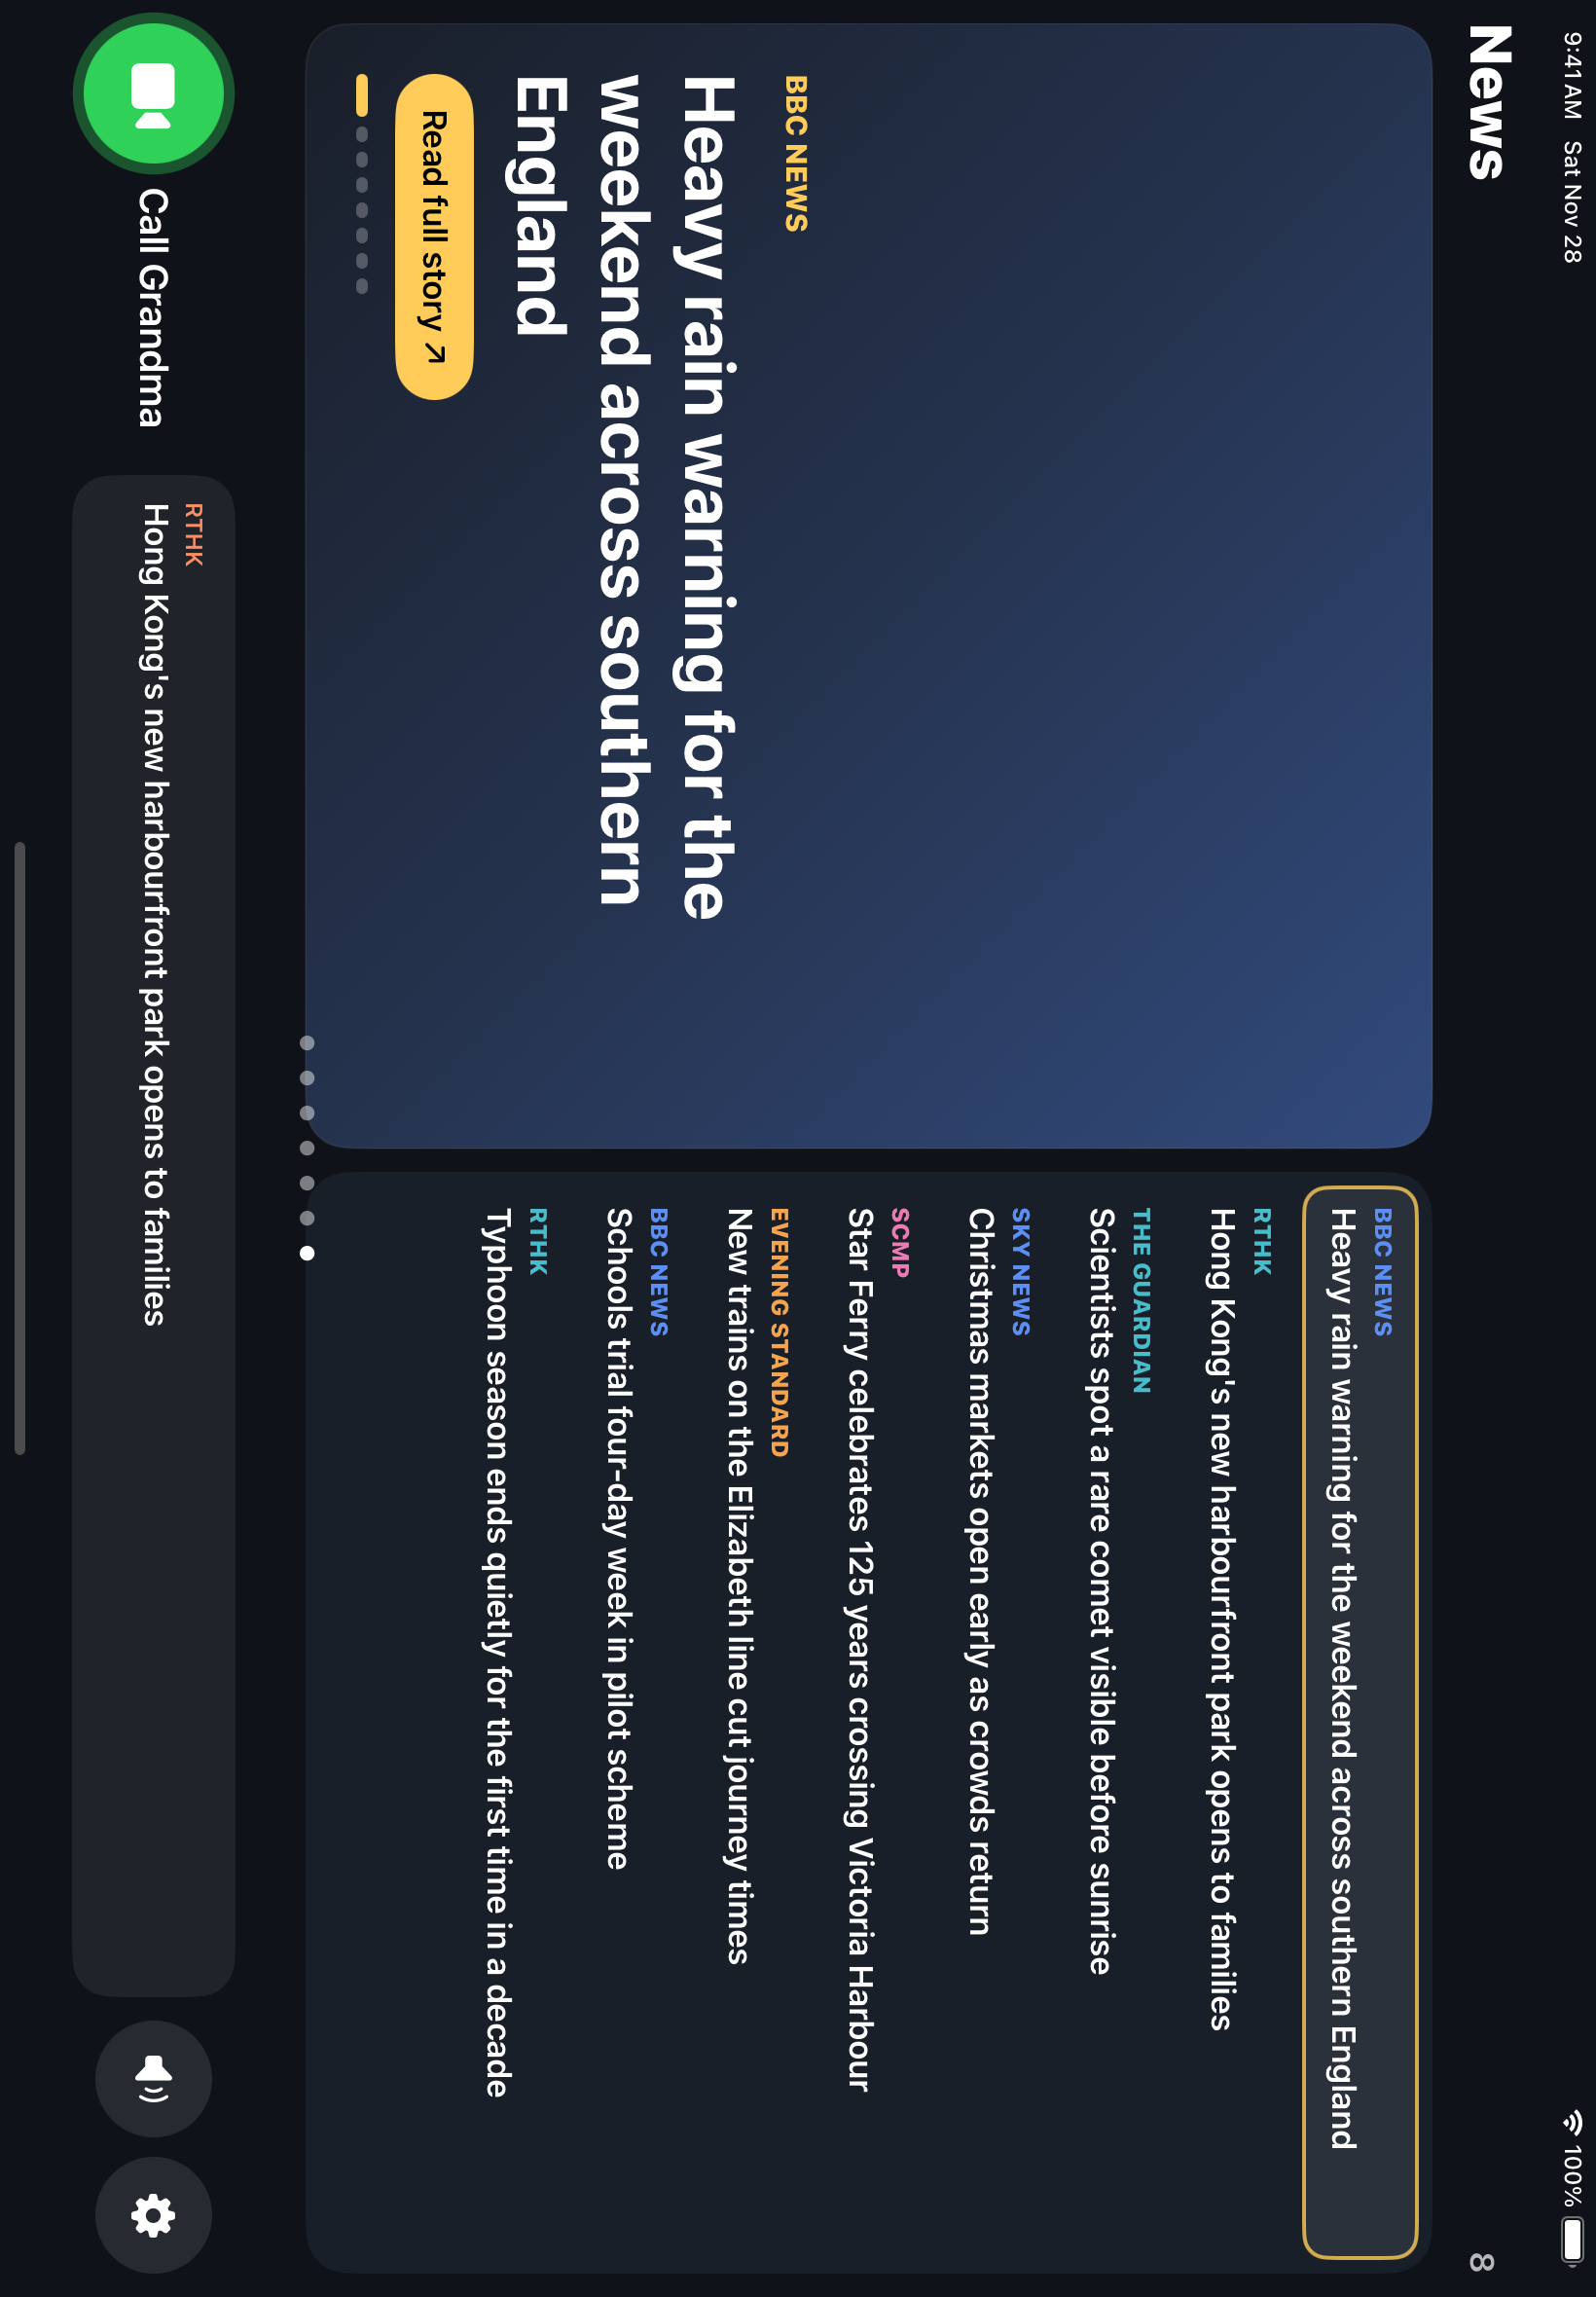 9:41 AM Sat Nov 28
100%
News
8
BBC NEWS
Heavy rain warning for the
weekend across southern
England
Read full story ↗
BBC NEWS
Heavy rain warning for the weekend across southern England
RTHK
Hong Kong's new harbourfront park opens to families
THE GUARDIAN
Scientists spot a rare comet visible before sunrise
SKY NEWS
Christmas markets open early as crowds return
SCMP
Star Ferry celebrates 125 years crossing Victoria Harbour
EVENING STANDARD
New trains on the Elizabeth line cut journey times
BBC NEWS
Schools trial four-day week in pilot scheme
RTHK
Typhoon season ends quietly for the first time in a decade
Call Grandma
RTHK
Hong Kong's new harbourfront park opens to families